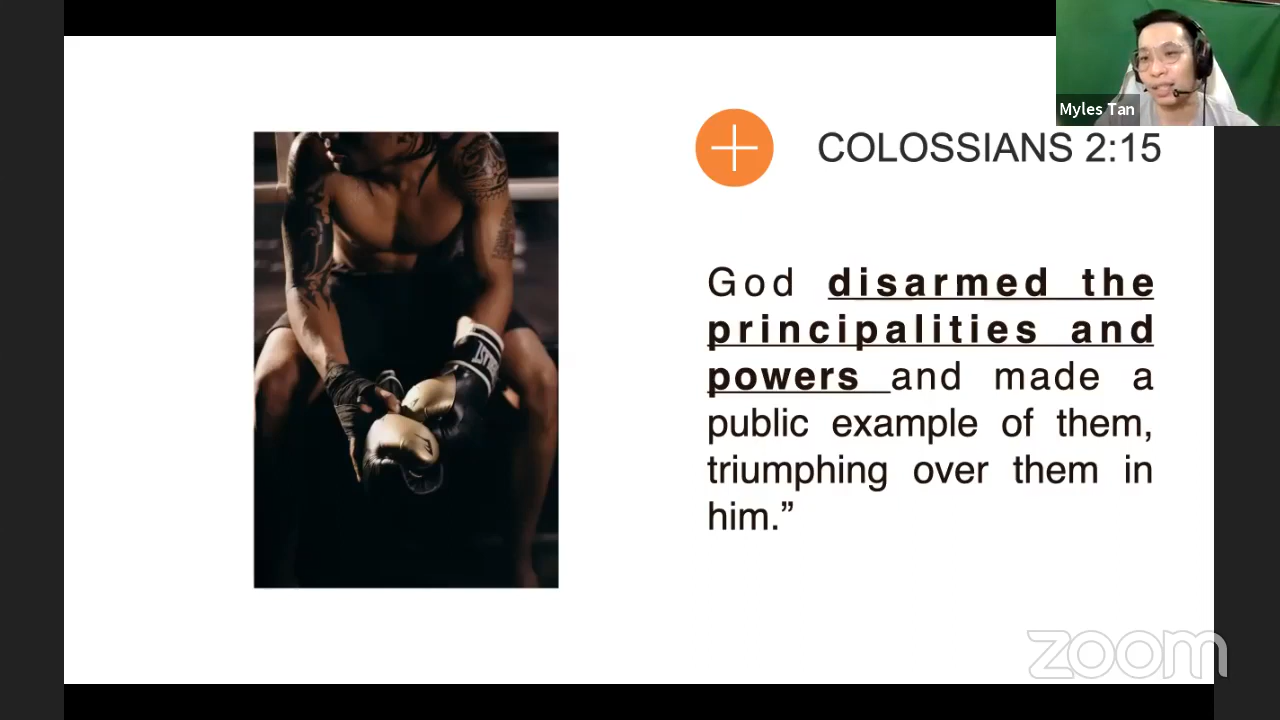 Myles Tan
COLOSSIANS 2:15
God disarmed the
principalities and
powers and made a
public example of them,
triumphing over them in
him.”
zoom